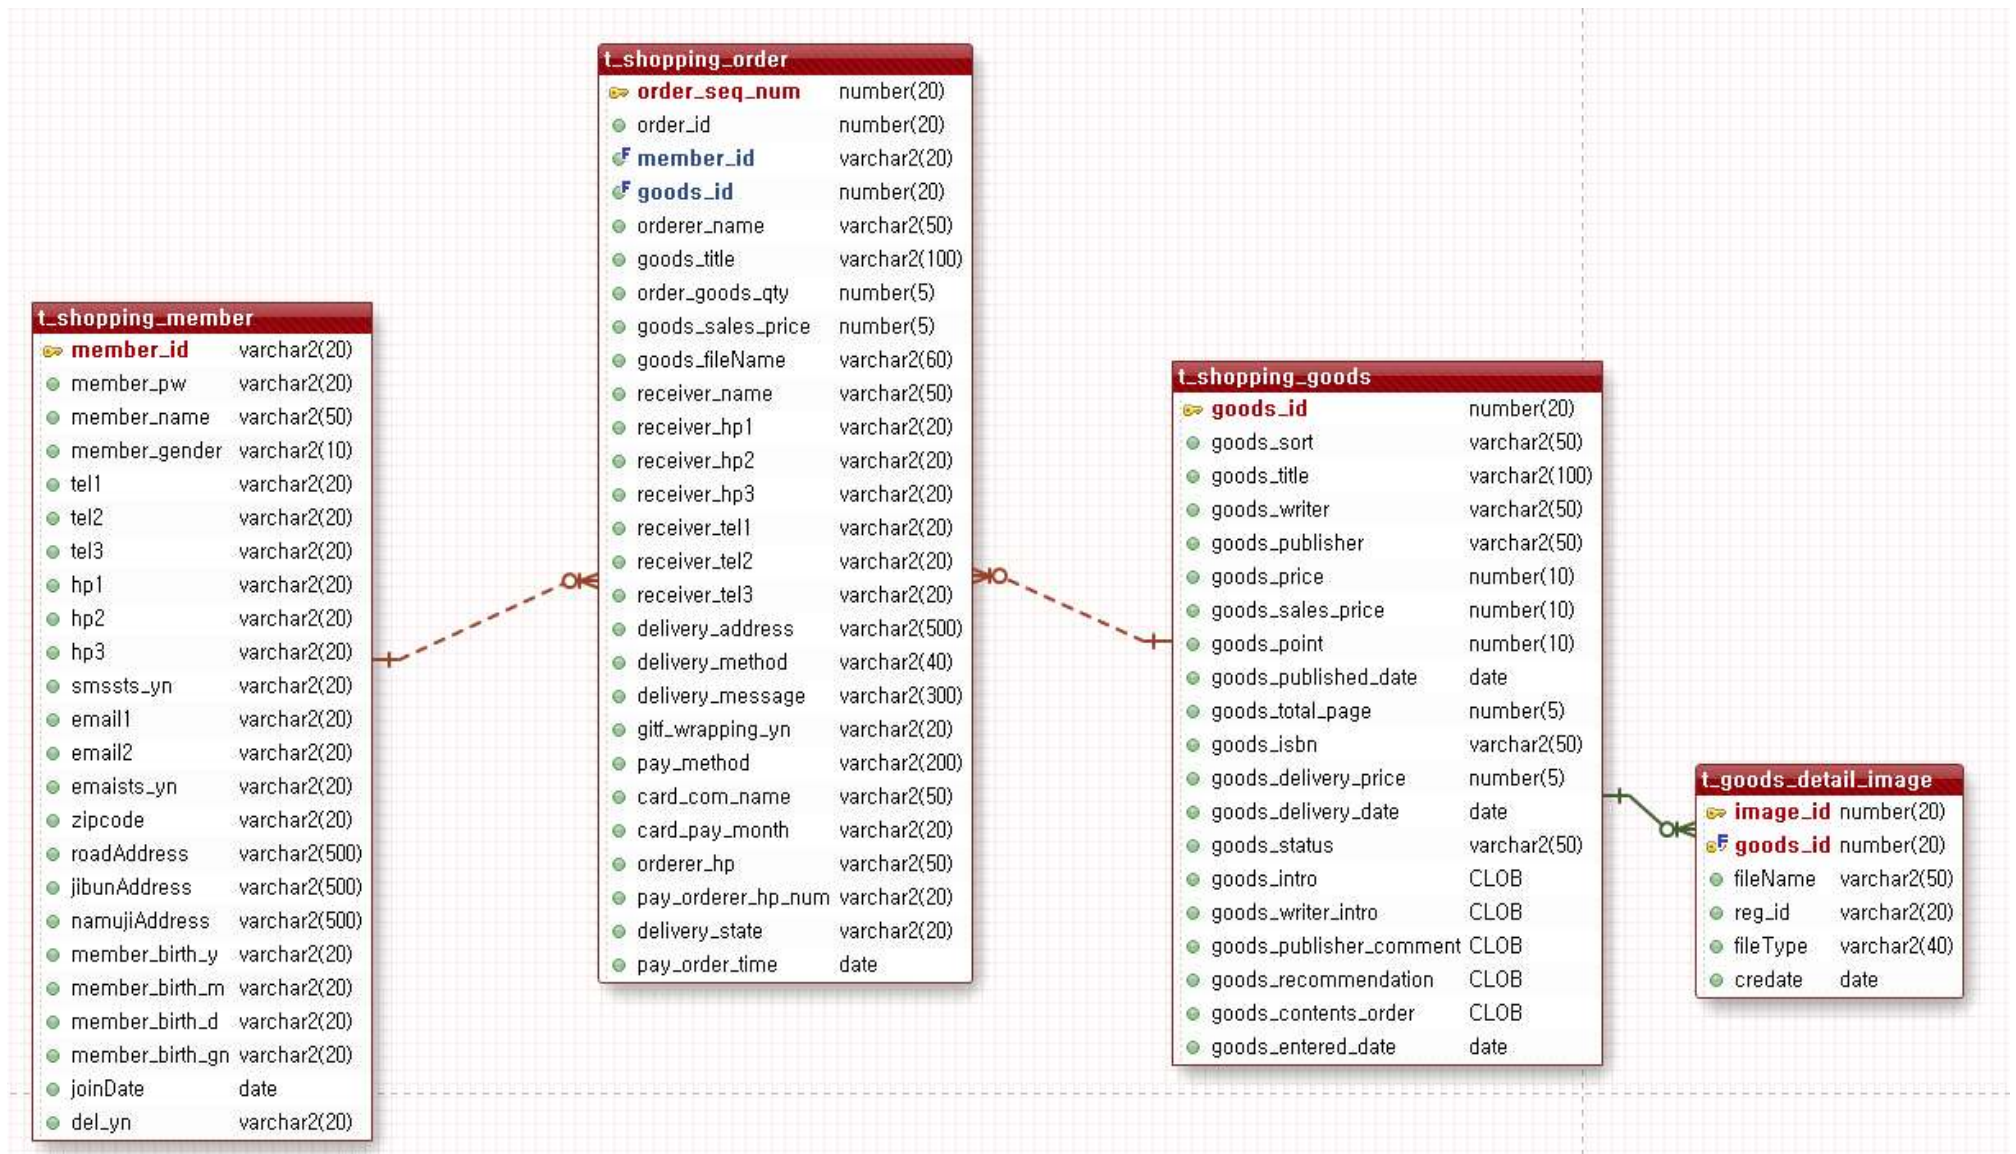 t_shopping_order
order_seq_num number(20)
order_id number(20)
F member_id varchar2(20)
F goods_id number(20)
orderer_name varchar2(50)
goods_title varchar2(100)
order_goods_qty number(5)
goods_sales_price number(5)
goods_fileName varchar2(60)
receiver_name varchar2(50)
receiver_hp1 varchar2(20)
receiver_hp2 varchar2(20)
receiver_hp3 varchar2(20)
receiver_tel1 varchar2(20)
receiver_tel2 varchar2(20)
receiver_tel3 varchar2(20)
delivery_address varchar2(500)
delivery_method varchar2(40)
delivery_message varchar2(300)
gitf_wrapping_yn varchar2(20)
pay_method varchar2(200)
card_com_name varchar2(50)
card_pay_month varchar2(20)
orderer_hp varchar2(50)
pay_orderer_hp_num varchar2(20)
delivery_state varchar2(20)
pay_order_time date
t_shopping_member
member_id varchar2(20)
member_pw varchar2(20)
member_name varchar2(50)
member_gender varchar2(10)
tel1 varchar2(20)
tel2 varchar2(20)
tel3 varchar2(20)
hp1 varchar2(20)
hp2 varchar2(20)
hp3 varchar2(20)
smssts_yn varchar2(20)
email1 varchar2(20)
email2 varchar2(20)
emaists_yn varchar2(20)
zipcode varchar2(20)
roadAddress varchar2(500)
jibunAddress varchar2(500)
namujiAddress varchar2(500)
member_birth_y varchar2(20)
member_birth_m varchar2(20)
member_birth_d varchar2(20)
member_birth_gn varchar2(20)
joinDate date
del_yn varchar2(20)
t_shopping_goods
goods_id number(20)
goods_sort varchar2(50)
goods_title varchar2(100)
goods_writer varchar2(50)
goods_publisher varchar2(50)
goods_price number(10)
goods_sales_price number(10)
goods_point number(10)
goods_published_date date
goods_total_page number(5)
goods_isbn varchar2(50)
goods_delivery_price number(5)
goods_delivery_date date
goods_status varchar2(50)
goods_intro CLOB
goods_writer_intro CLOB
goods_publisher_comment CLOB
goods_recommendation CLOB
goods_contents_order CLOB
goods_entered_date date
t_goods_detail_image
image_id number(20)
F goods_id number(20)
fileName varchar2(50)
reg_id varchar2(20)
fileType varchar2(40)
credate date